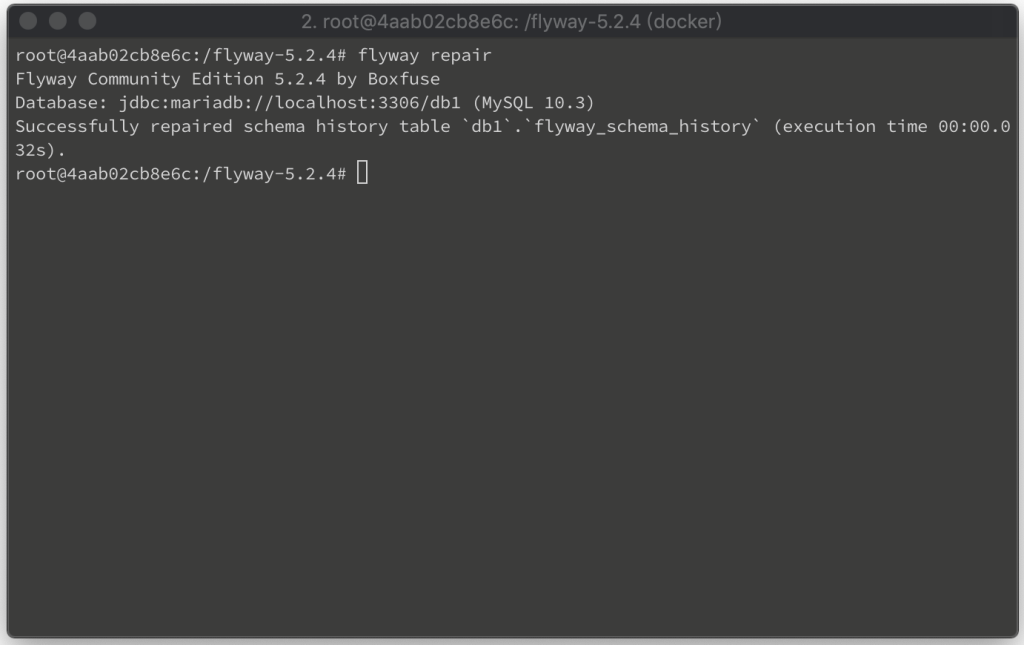 2. root@4aab02cb8e6c: /flyway-5.2.4 (docker)
root@4aab02cb8e6c:/flyway-5.2.4# flyway repair
Flyway Community Edition 5.2.4 by Boxfuse
Database: jdbc:mariadb://localhost:3306/db1 (MySQL 10.3)
Successfully repaired schema history table `db1`.`flyway_schema_history` (execution time 00:00.0
32s).
root@4aab02cb8e6c:/flyway-5.2.4#